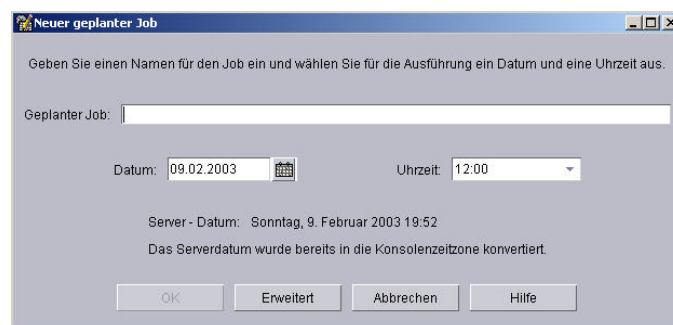 Neuer geplanter Job
Geben Sie einen Namen für den Job ein und wählen Sie für die Ausführung ein Datum und eine Uhrzeit aus.
Geplanter Job:
Datum: 09.02.2003 Uhrzeit: 12:00
Server - Datum: Sonntag, 9. Februar 2003 19:52
Das Serverdatum wurde bereits in die Konsolenzeitzone konvertiert.
OK Erweitert Abbrechen Hilfe